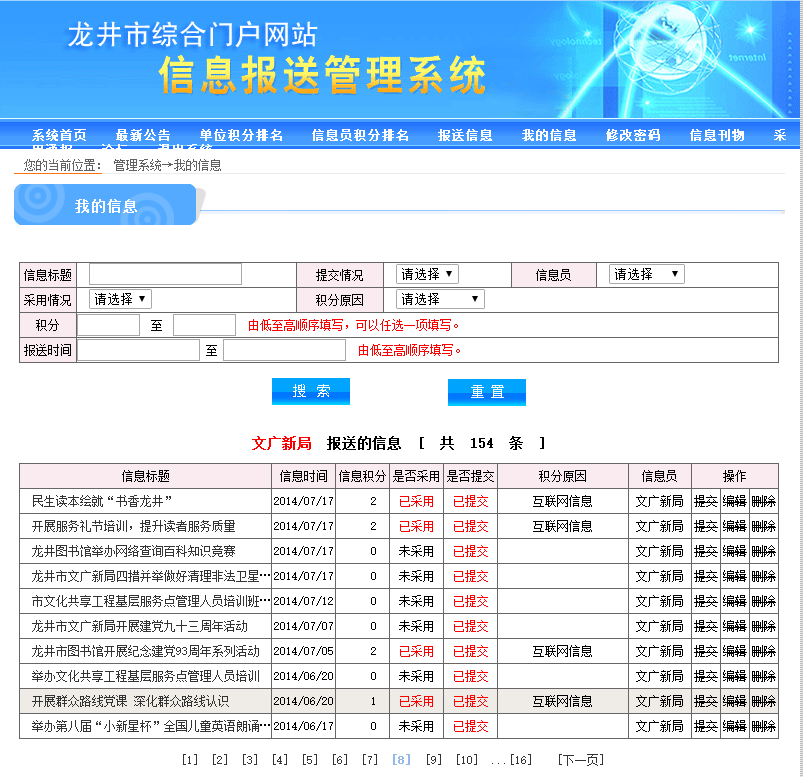 龙井市综合门户网站
信息报送管理系统
系统首页 最新公告 单位积分排名 信息员积分排名 报送信息 我的信息 修改密码 信息刊物 采
退出系统
您的当前位置: 管理系统→我的信息
我的信息
信息标题 提交情况 请选择 信息员 请选择
采用情况 请选择 积分原因 请选择
积分 至 由低至高顺序填写，可以任选一项填写。
报送时间 至 由低至高顺序填写。
搜 索 重 置
文广新局 报送的信息 [ 共 154 条 ]
信息标题 信息时间 信息积分 是否采用 是否提交 积分原因 信息员 操作
民生读本绘就“书香龙井” 2014/07/17 2 已采用 已提交 互联网信息 文广新局 提交 编辑 删除
开展服务礼节培训，提升读者服务质量 2014/07/17 2 已采用 已提交 互联网信息 文广新局 提交 编辑 删除
龙井图书馆举办网络查询百科知识竞赛 2014/07/17 0 未采用 已提交 文广新局 提交 编辑 删除
龙井市文广新局四措并举做好清理非法卫星… 2014/07/17 0 未采用 已提交 文广新局 提交 编辑 删除
市文化共享工程基层服务点管理人员培训班… 2014/07/12 0 未采用 已提交 文广新局 提交 编辑 删除
龙井市文广新局开展建党九十三周年活动 2014/07/07 0 未采用 已提交 文广新局 提交 编辑 删除
龙井市图书馆开展纪念建党93周年系列活动 2014/07/05 2 已采用 已提交 互联网信息 文广新局 提交 编辑 删除
举办文化共享工程基层服务点管理人员培训 2014/06/20 0 未采用 已提交 文广新局 提交 编辑 删除
开展群众路线党课 深化群众路线认识 2014/06/20 1 已采用 已提交 互联网信息 文广新局 提交 编辑 删除
举办第八届“小新星杯”全国儿童英语朗诵… 2014/06/17 0 未采用 已提交 文广新局 提交 编辑 删除
[1] [2] [3] [4] [5] [6] [7] [8] [9] [10] ...[16] [下一页]